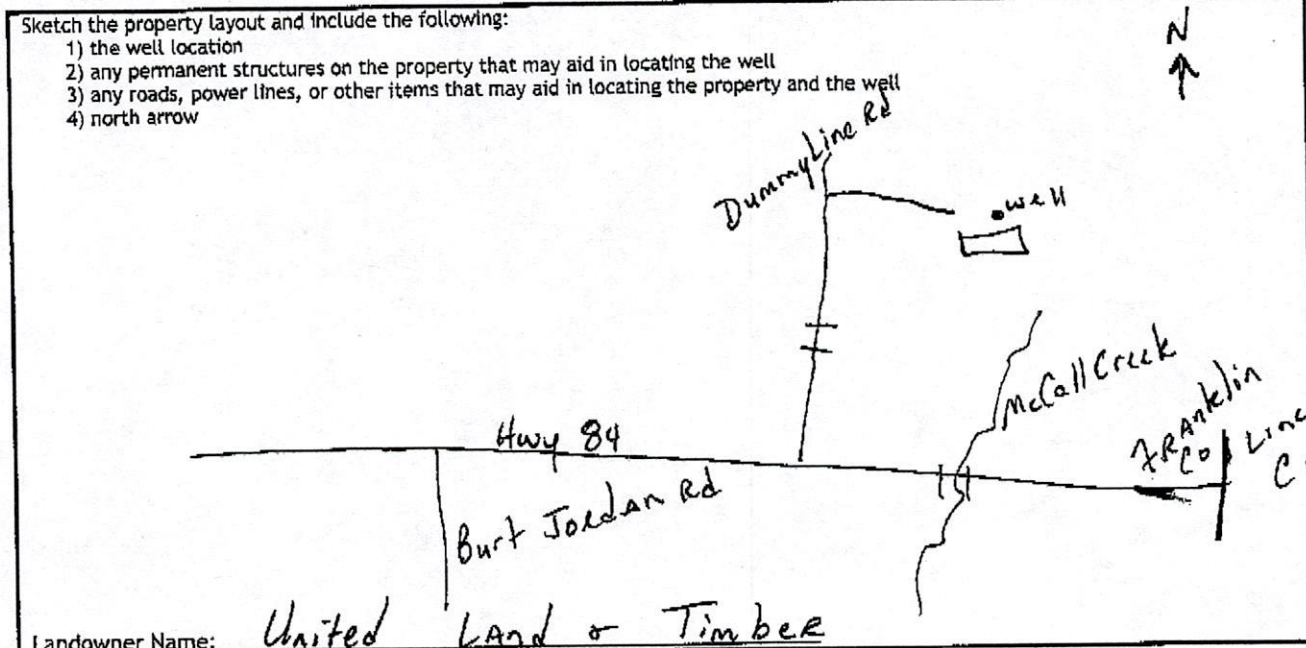 Sketch the property layout and include the following:
1) the well location
2) any permanent structures on the property that may aid in locating the well
3) any roads, power lines, or other items that may aid in locating the property and the well
4) north arrow
N
Dummy Line Rd
well
McCall Creek
Hwy 84
Franklin
Co
Linc
C
Burt Jordan Rd
Landowner Name: United Land & Timber